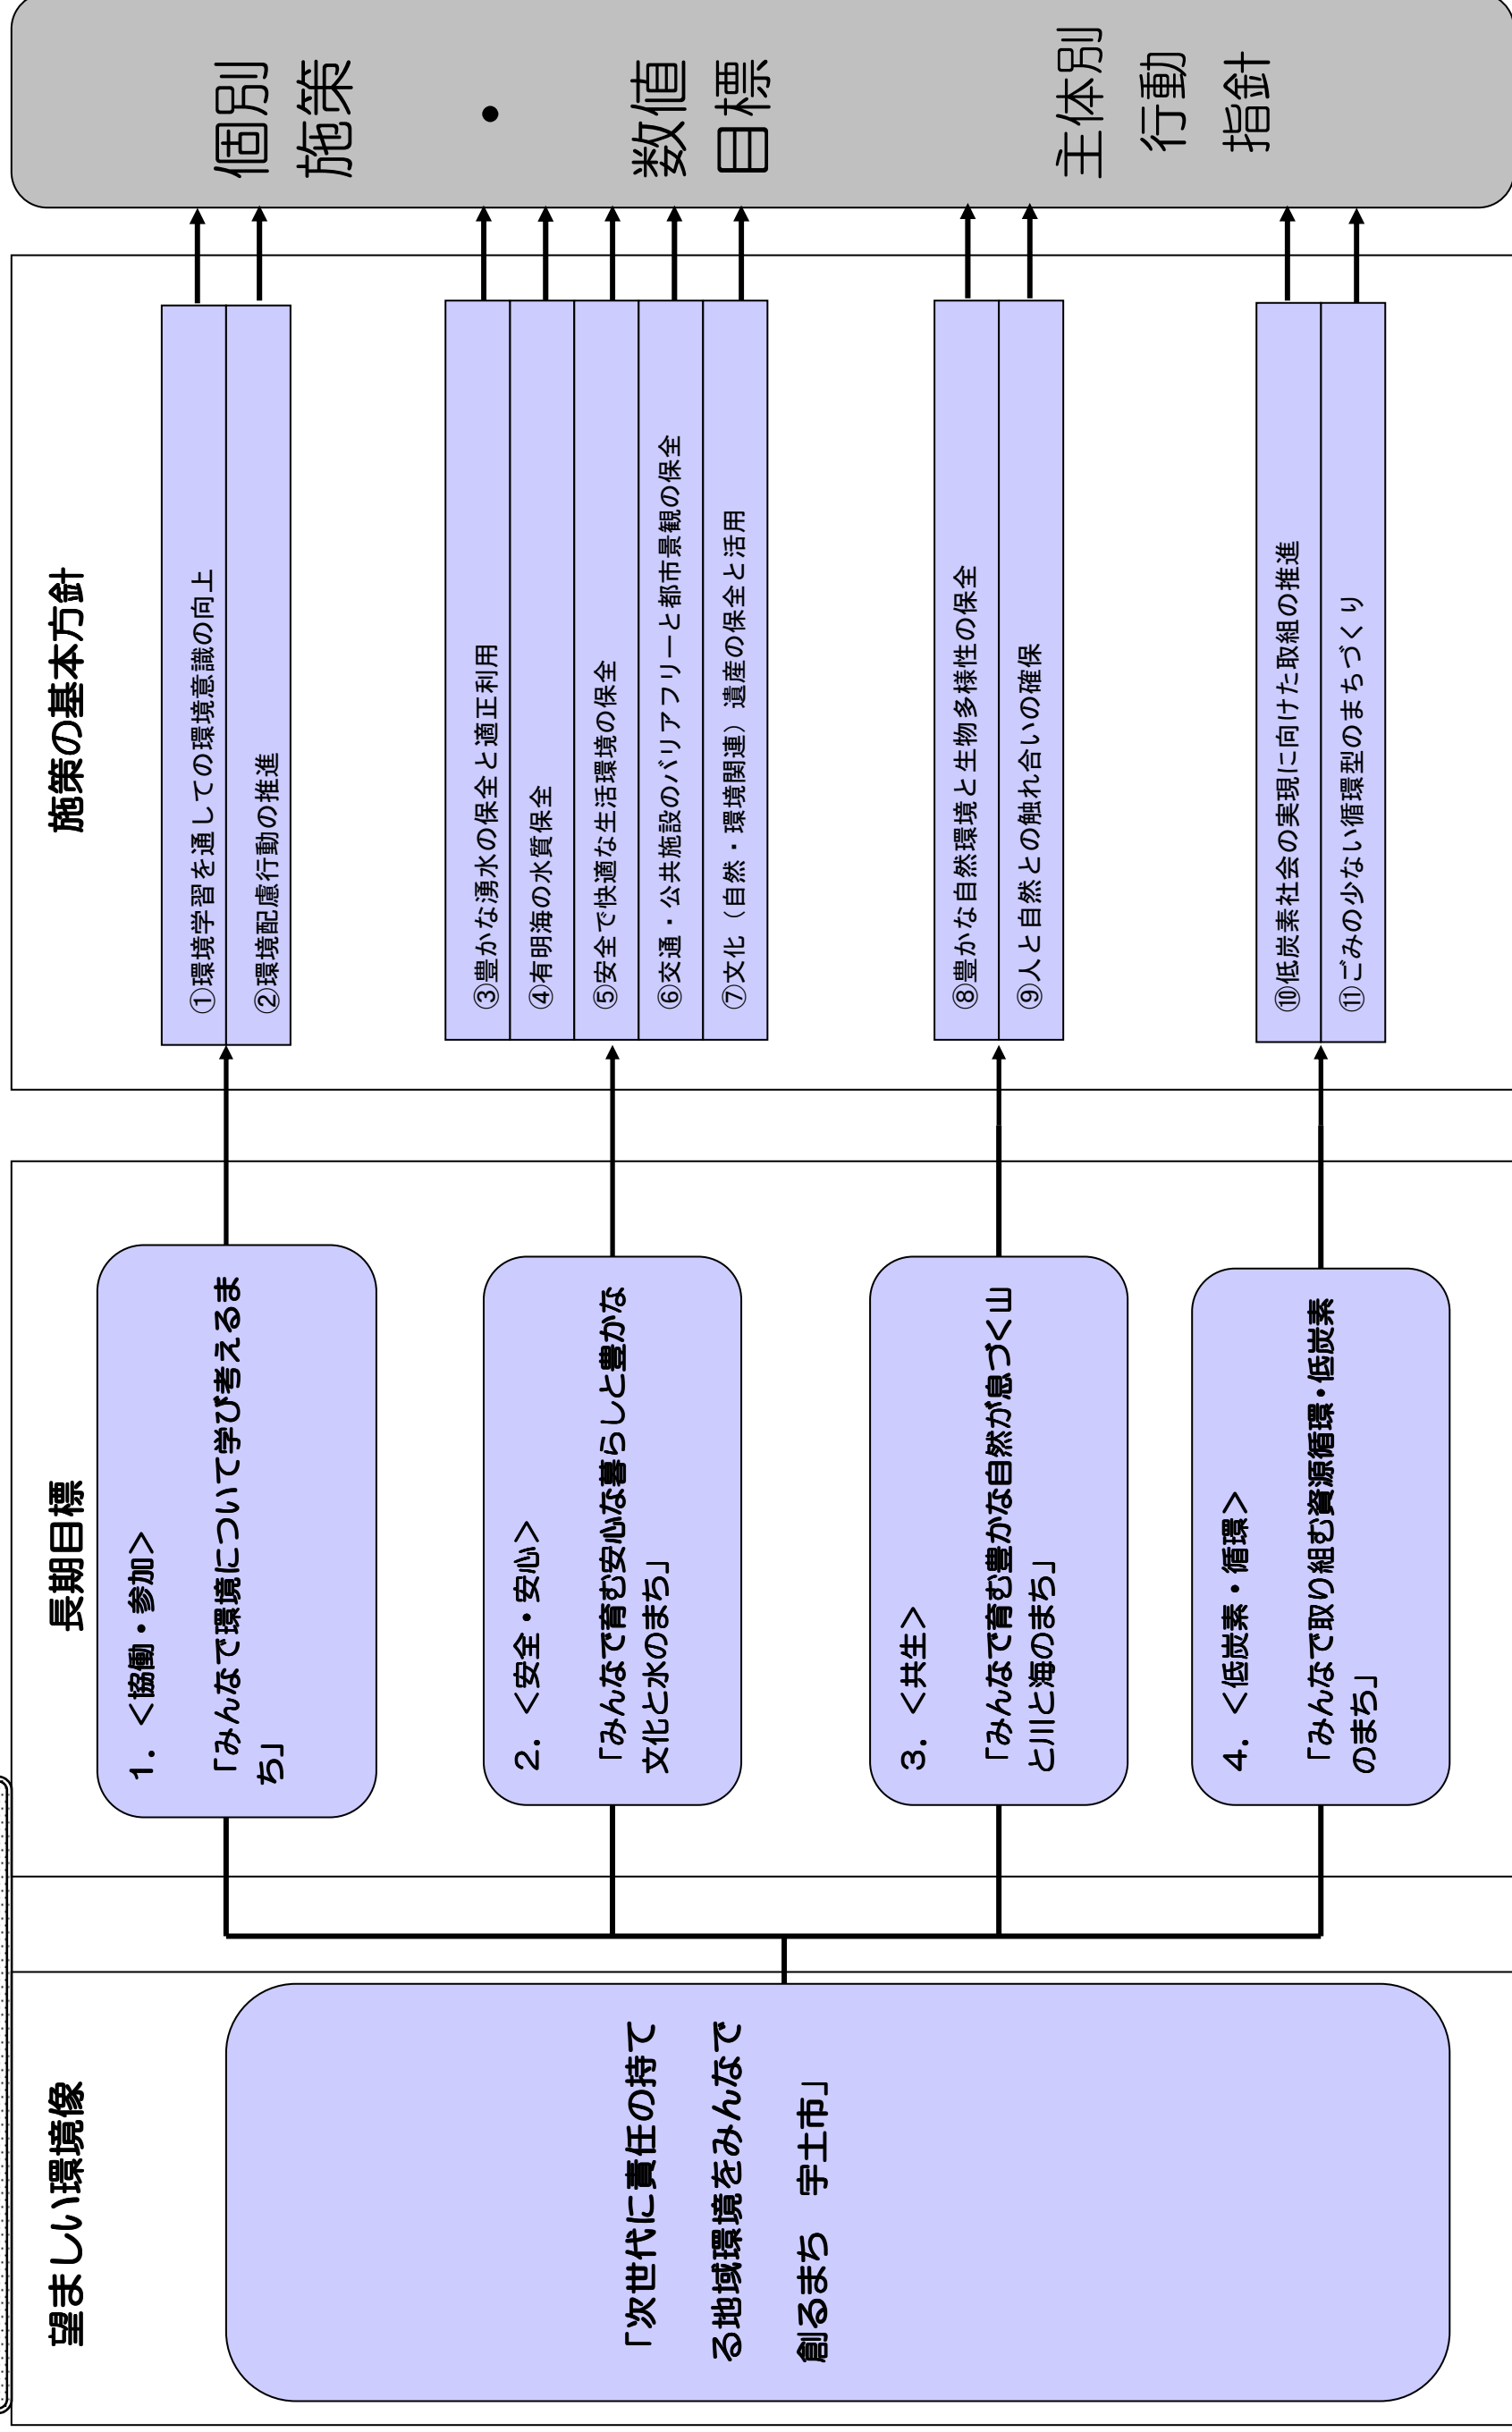 望ましい環境像
「次世代に責任の持て
る地域環境をみんなで
創るまち　宇土市」
長期目標
1．＜協働・参加＞
「みんなで環境について学び考えるま
ち」
2．＜安全・安心＞
「みんなで育む安心な暮らしと豊かな
文化と水のまち」
3．＜共生＞
「みんなで育む豊かな自然が息づく山
と川と海のまち」
4．＜低炭素・循環＞
「みんなで取り組む資源循環・低炭素
のまち」
施策の基本方針
①環境学習を通しての環境意識の向上
②環境配慮行動の推進
③豊かな湧水の保全と適正利用
④有明海の水質保全
⑤安全で快適な生活環境の保全
⑥交通・公共施設のバリアフリーと都市景観の保全
⑦文化（自然・環境関連）遺産の保全と活用
⑧豊かな自然環境と生物多様性の保全
⑨人と自然との触れ合いの確保
⑩低炭素社会の実現に向けた取組の推進
⑪ごみの少ない循環型のまちづくり
個別
施策
・
数値
目標
主体別
行動
指針